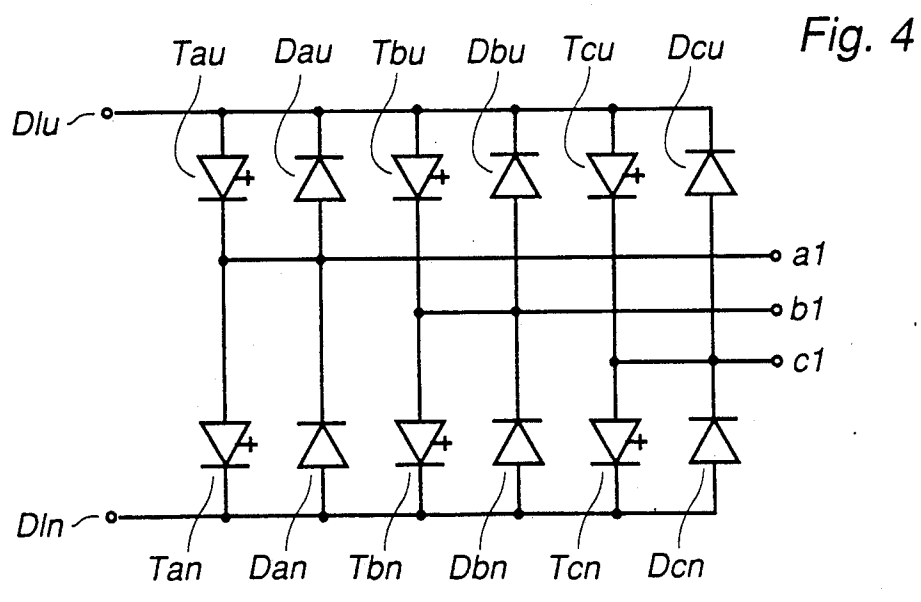 Fig. 4
Tau Dau Tbu Dbu Tcu Dcu
Dlu
a1
b1
c1
Dln
Tan Dan Tbn Dbn Tcn Dcn